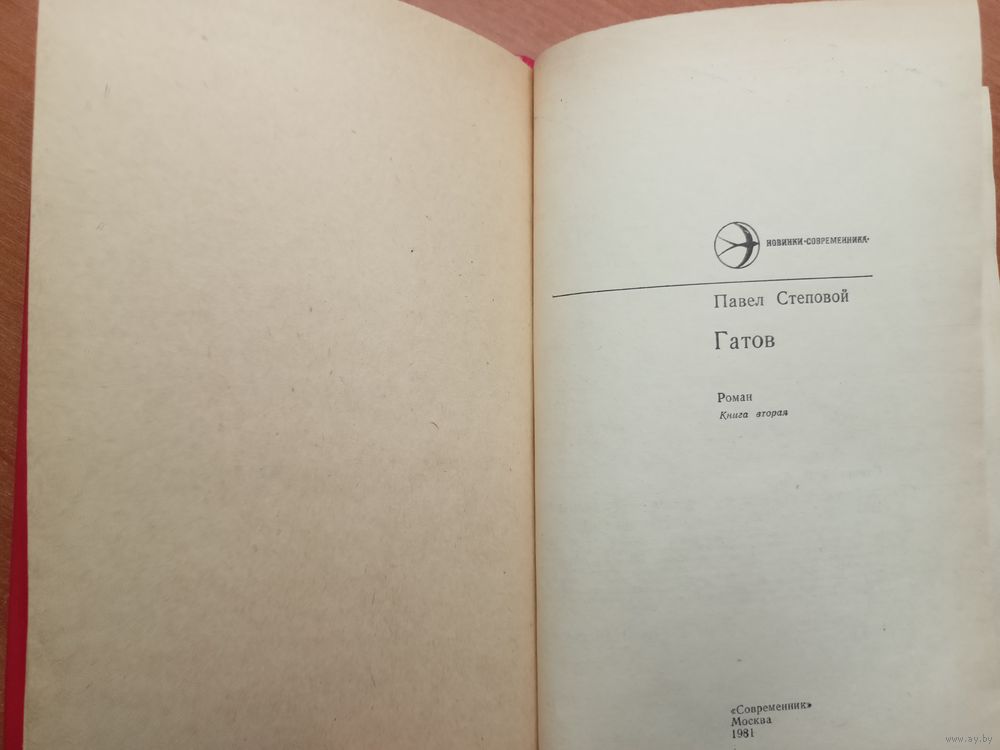 НОВИНКИ·СОВРЕМЕННИКА·
Павел Степовой
Гатов
Роман
Книга вторая
«Современник»
Москва
1981
www.ay.by